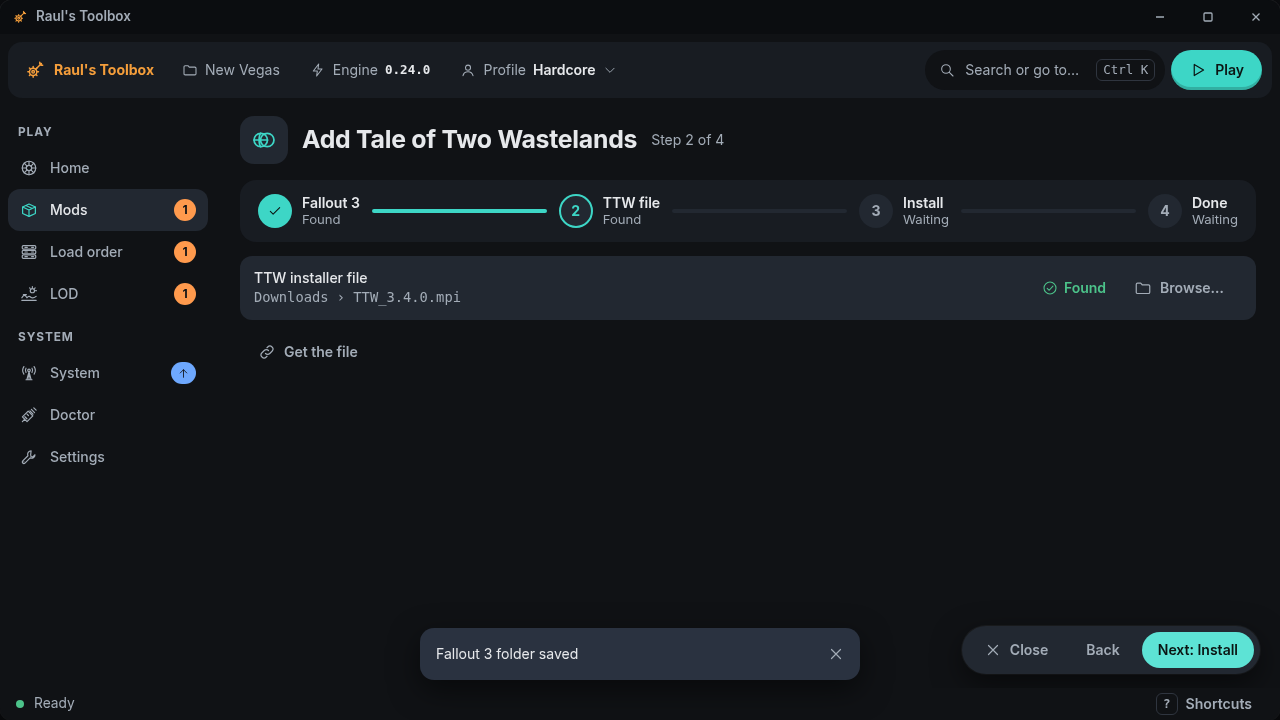 Raul's Toolbox
Raul's Toolbox
New Vegas
Engine 0.24.0
Profile Hardcore
Search or go to...
Ctrl K
Play
PLAY
Home
Mods 1
Load order 1
LOD 1
SYSTEM
System
Doctor
Settings
Add Tale of Two Wastelands
Step 2 of 4
Fallout 3
Found
2
TTW file
Found
3
Install
Waiting
4
Done
Waiting
TTW installer file
Downloads › TTW_3.4.0.mpi
Found
Browse...
Get the file
Fallout 3 folder saved
Close
Back
Next: Install
Ready
? Shortcuts